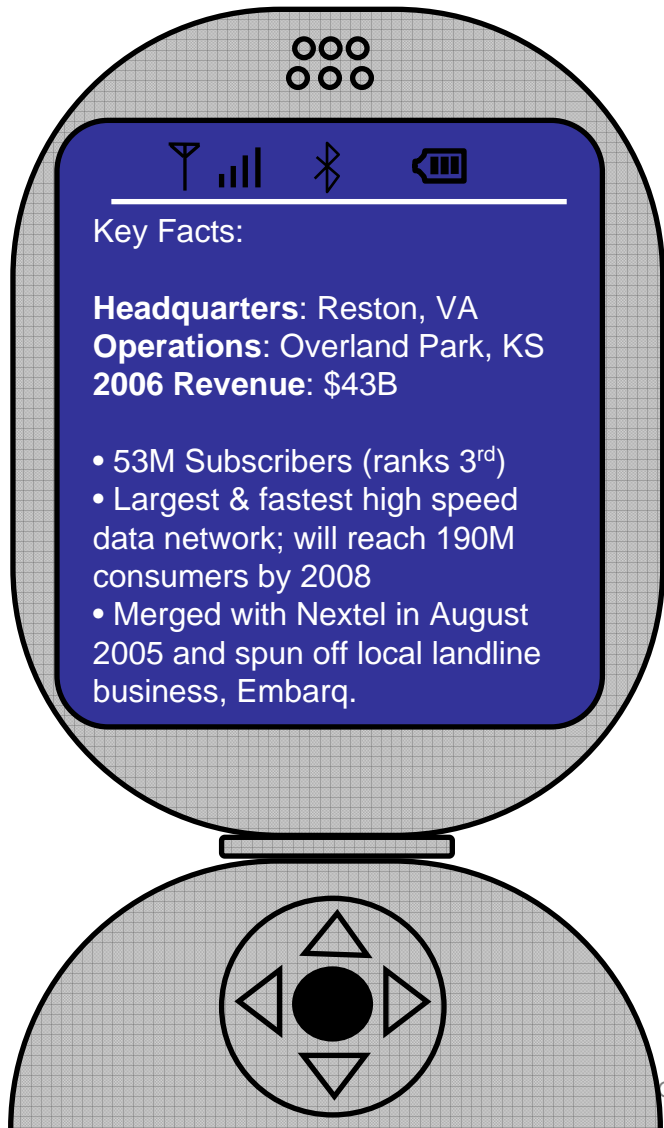 Key Facts:
Headquarters: Reston, VA
Operations: Overland Park, KS
2006 Revenue: $43B
• 53M Subscribers (ranks 3rd)
• Largest & fastest high speed
data network; will reach 190M
consumers by 2008
• Merged with Nextel in August
2005 and spun off local landline
business, Embarq.